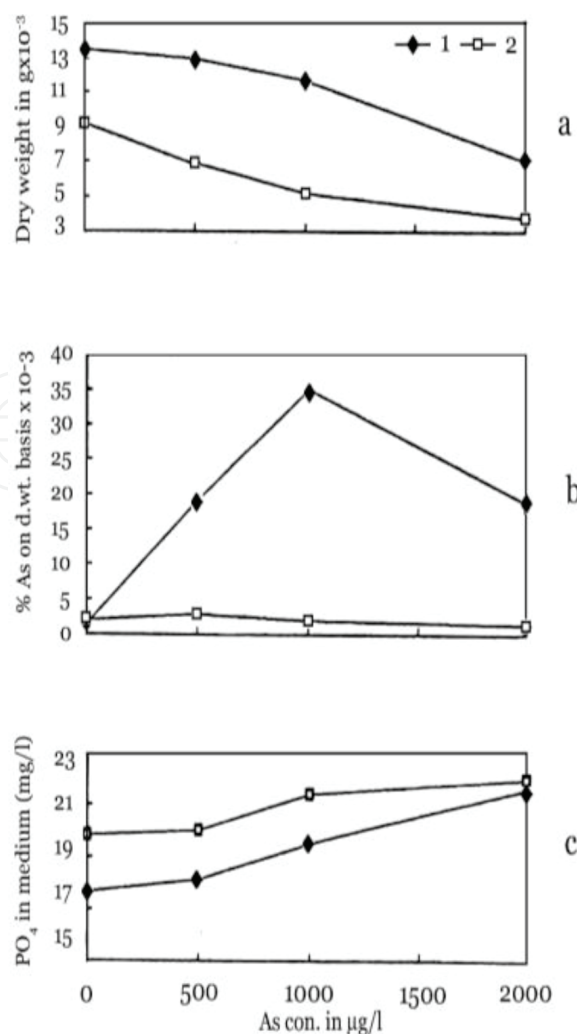 Dry weight in gx10⁻³
15
13
11
9
7
5
3
1 2
a
% As on d.wt. basis x 10-3
40
35
30
25
20
15
10
5
0
b
PO₄ in medium (mg/l)
23
21
19
17
15
c
0 500 1000 1500 2000
As con. in µg/l